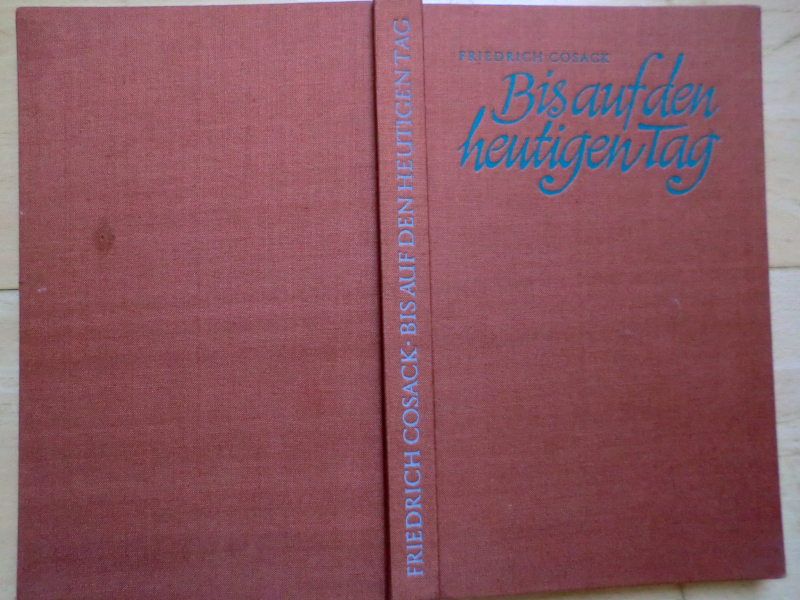 FRIEDRICH COSACK
Bis auf den
heutigen Tag
FRIEDRICH COSACK · BIS AUF DEN HEUTIGEN TAG